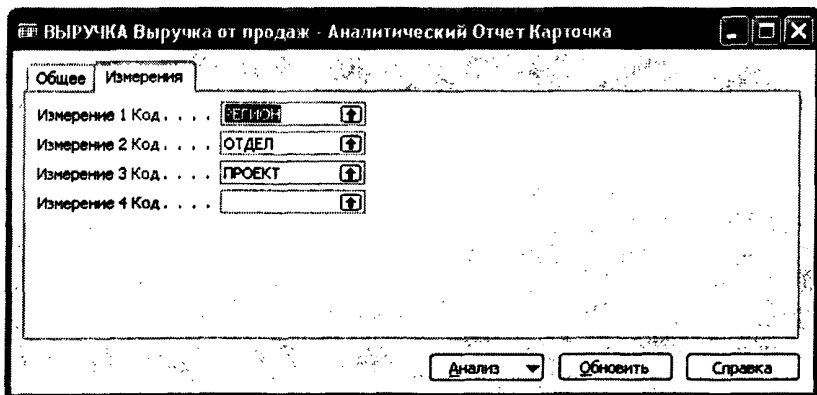 ВЫРУЧКА Выручка от продаж - Аналитический Отчет Карточка
Общее Измерения
Измерение 1 Код . . . . РЕГИОН
Измерение 2 Код . . . . ОТДЕЛ
Измерение 3 Код . . . . ПРОЕКТ
Измерение 4 Код . . . .
Анализ Обновить Справка